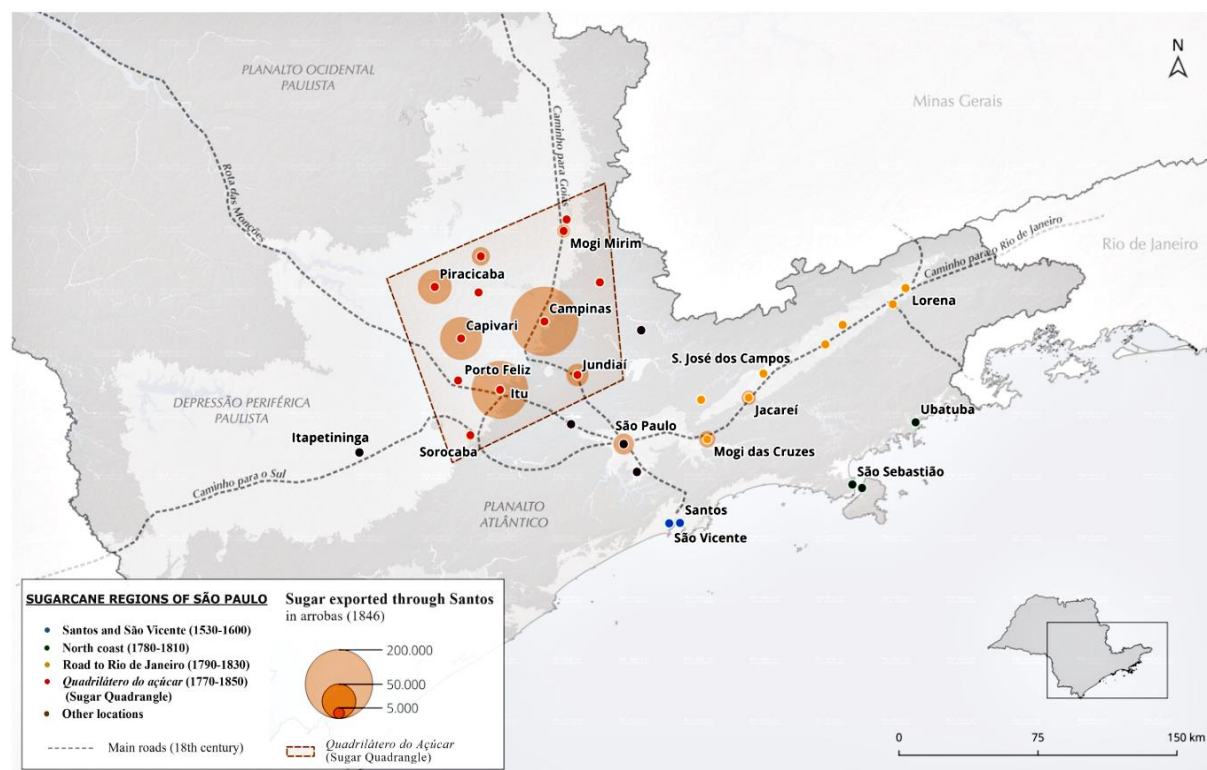 N
PLANALTO OCIDENTAL
PAULISTA
Minas Gerais
Caminho para Goiás
Rota das Monções
Mogi Mirim
Caminho para o Rio de Janeiro
Rio de Janeiro
Piracicaba
Lorena
Campinas
Capivari
S. José dos Campos
Jundiaí
Porto Feliz
Itu
DEPRESSÃO PERIFÉRICA
PAULISTA
Jacareí
Ubatuba
São Paulo
Itapetininga
Sorocaba
Mogi das Cruzes
São Sebastião
Caminho para o Sul
PLANALTO
ATLÂNTICO
Santos
São Vicente
SUGARCANE REGIONS OF SÃO PAULO
Santos and São Vicente (1530-1600)
North coast (1780-1810)
Road to Rio de Janeiro (1790-1830)
Quadrilátero do açúcar (1770-1850)
(Sugar Quadrangle)
Other locations
Main roads (18th century)
Sugar exported through Santos
in arrobas (1846)
200.000
50.000
5.000
Quadrilátero do Açúcar
(Sugar Quadrangle)
0 75 150 km